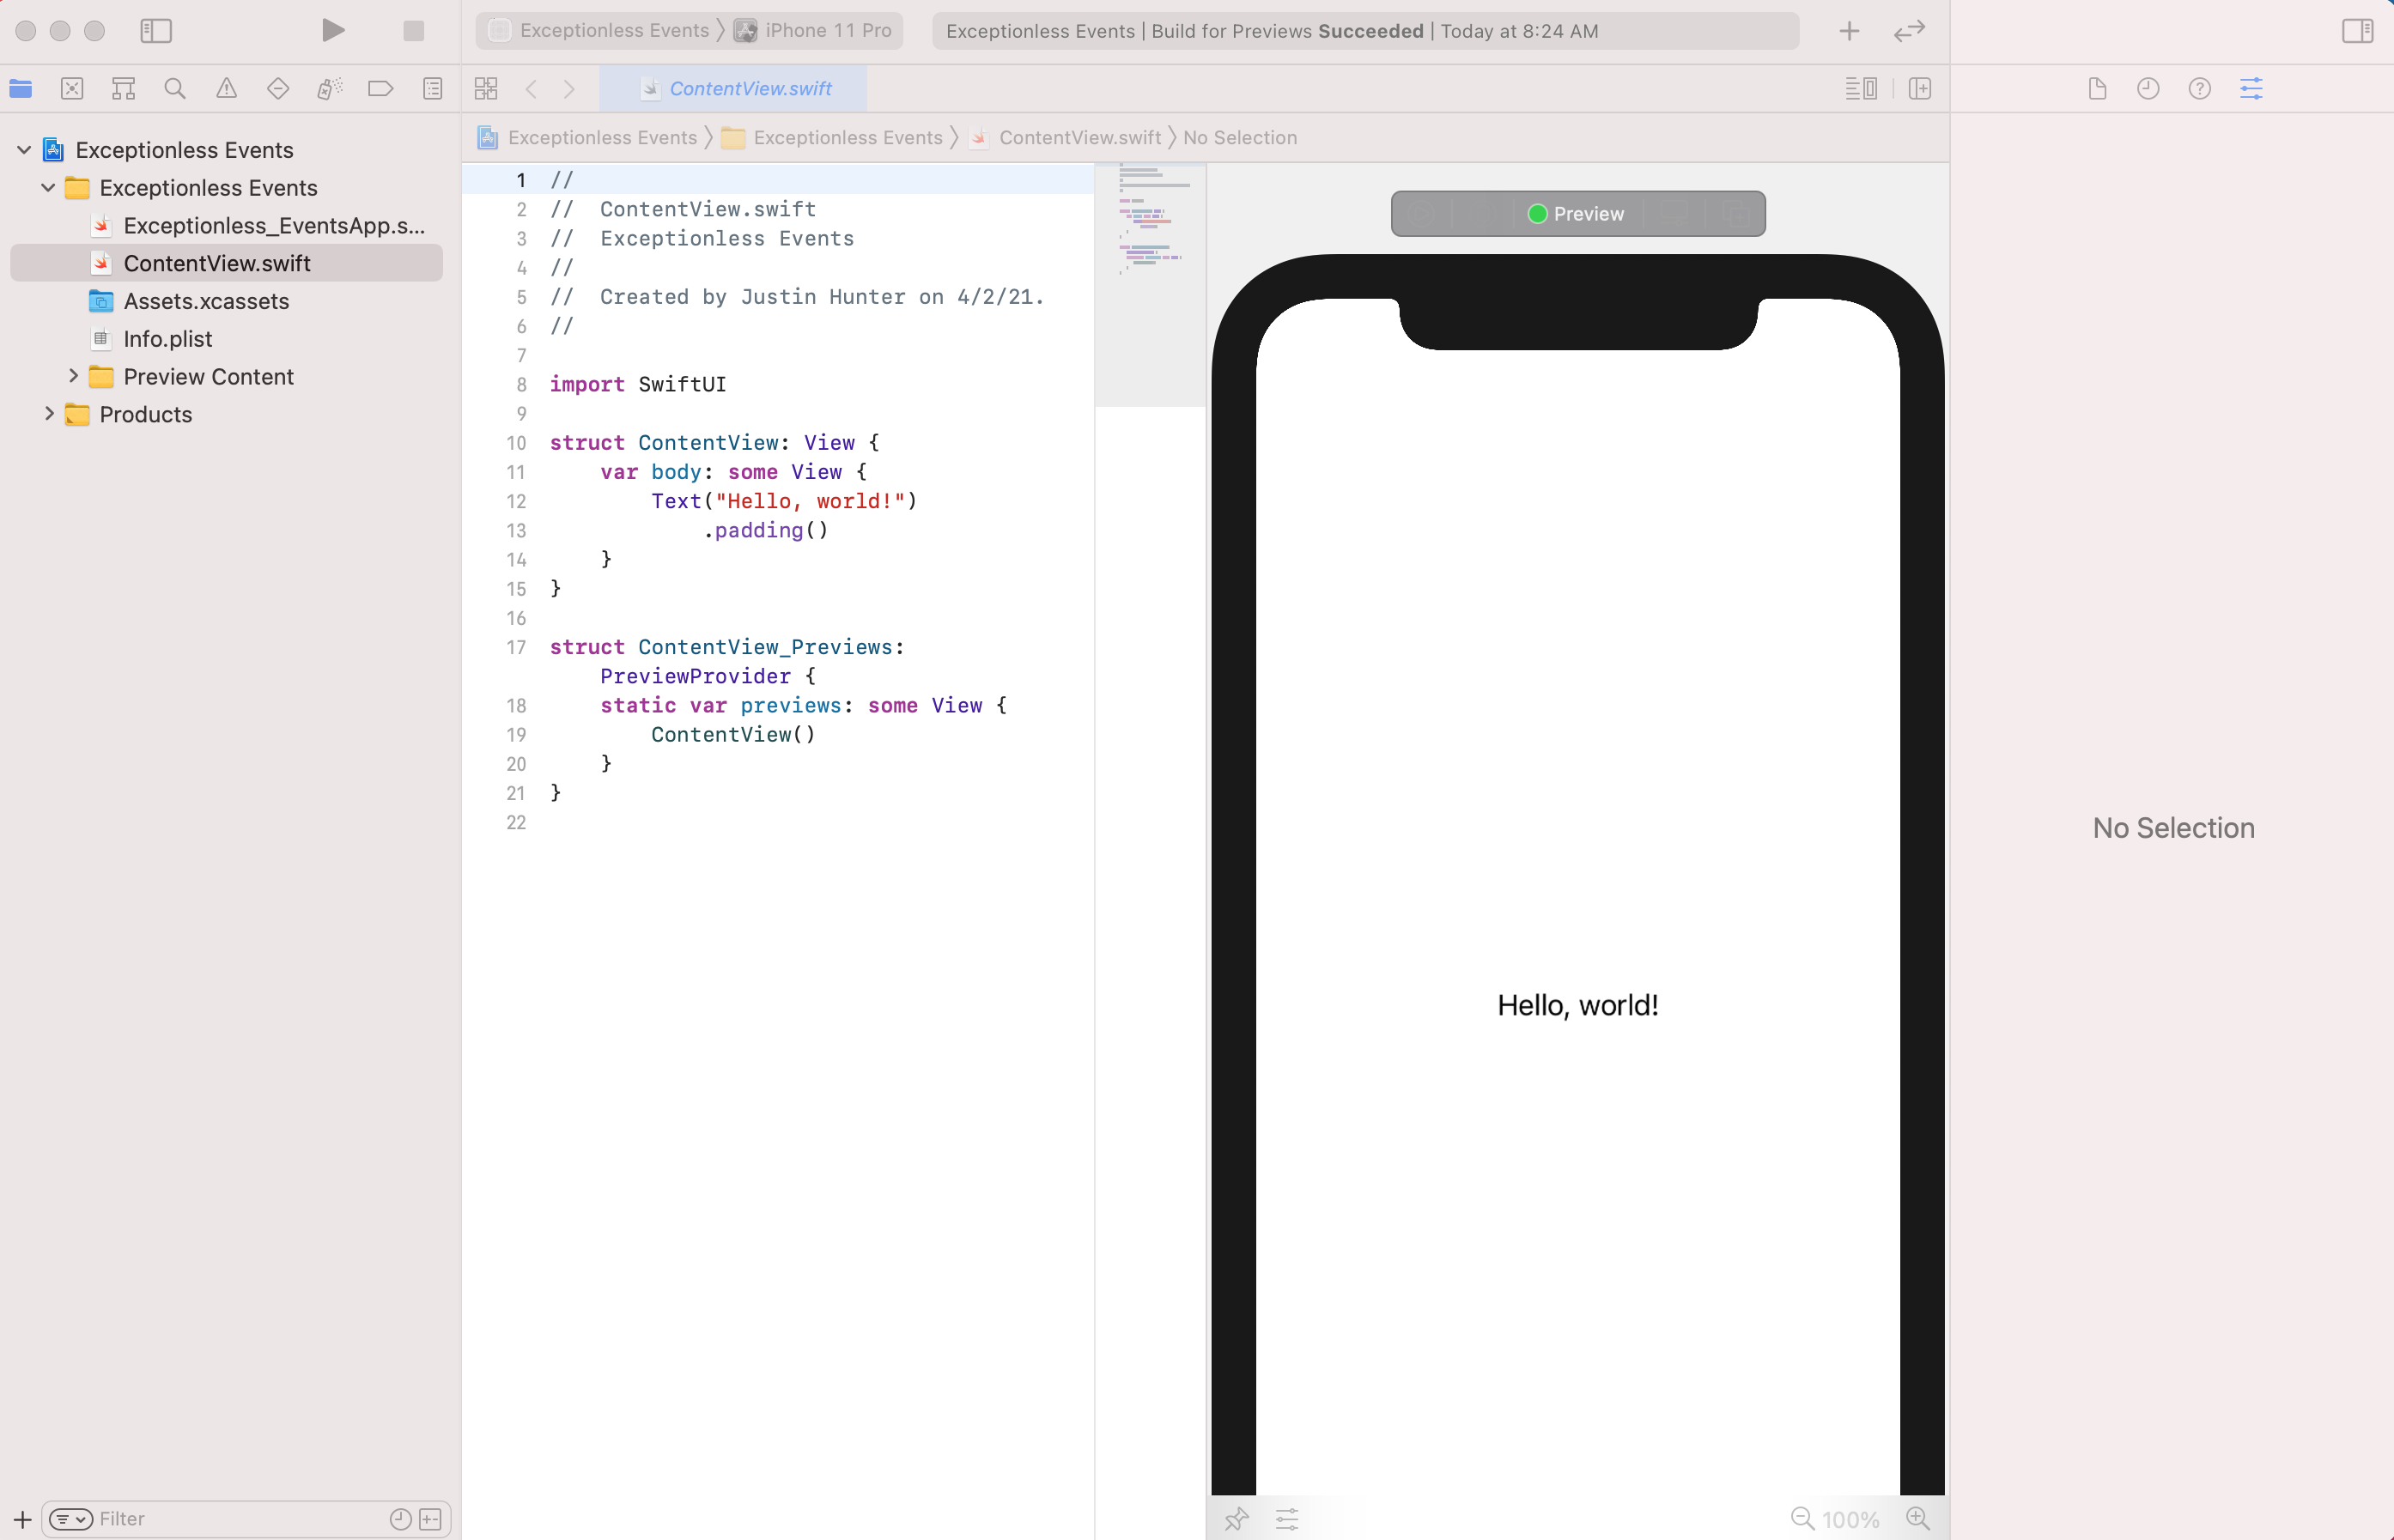 Exceptionless Events 〉 iPhone 11 Pro
Exceptionless Events | Build for Previews Succeeded | Today at 8:24 AM
ContentView.swift
Exceptionless Events 〉 Exceptionless Events 〉 ContentView.swift 〉 No Selection
Exceptionless Events
Exceptionless Events
Exceptionless_EventsApp.s...
ContentView.swift
Assets.xcassets
Info.plist
Preview Content
Products
Filter
1 //
2 //  ContentView.swift
3 //  Exceptionless Events
4 //
5 //  Created by Justin Hunter on 4/2/21.
6 //
7
8 import SwiftUI
9
10 struct ContentView: View {
11     var body: some View {
12         Text("Hello, world!")
13             .padding()
14     }
15 }
16
17 struct ContentView_Previews:
    PreviewProvider {
18     static var previews: some View {
19         ContentView()
20     }
21 }
22
Preview
Hello, world!
100%
No Selection